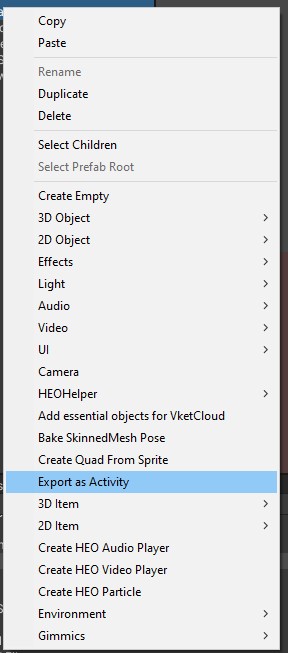 Copy
Paste
Rename
Duplicate
Delete
Select Children
Select Prefab Root
Create Empty
3D Object
2D Object
Effects
Light
Audio
Video
UI
Camera
HEOHelper
Add essential objects for VketCloud
Bake SkinnedMesh Pose
Create Quad From Sprite
Export as Activity
3D Item
2D Item
Create HEO Audio Player
Create HEO Video Player
Create HEO Particle
Environment
Gimmics